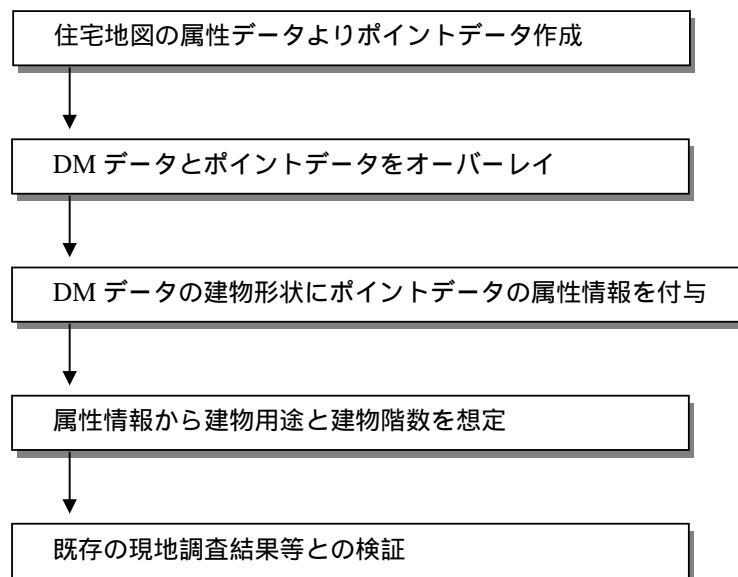 住宅地図の属性データよりポイントデータ作成
DM データとポイントデータをオーバーレイ
DM データの建物形状にポイントデータの属性情報を付与
属性情報から建物用途と建物階数を想定
既存の現地調査結果等との検証